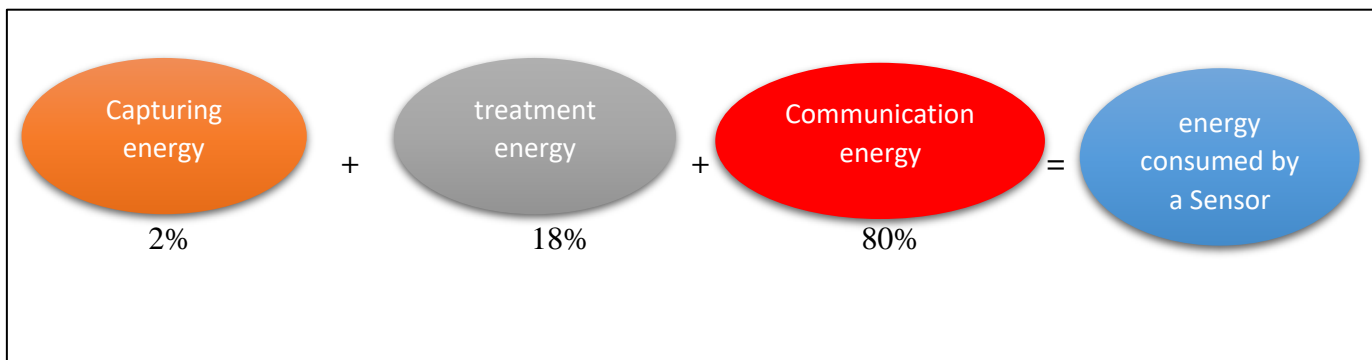 Capturing
energy
+
treatment
energy
+
Communication
energy
=
energy
consumed by
a Sensor
2%
18%
80%